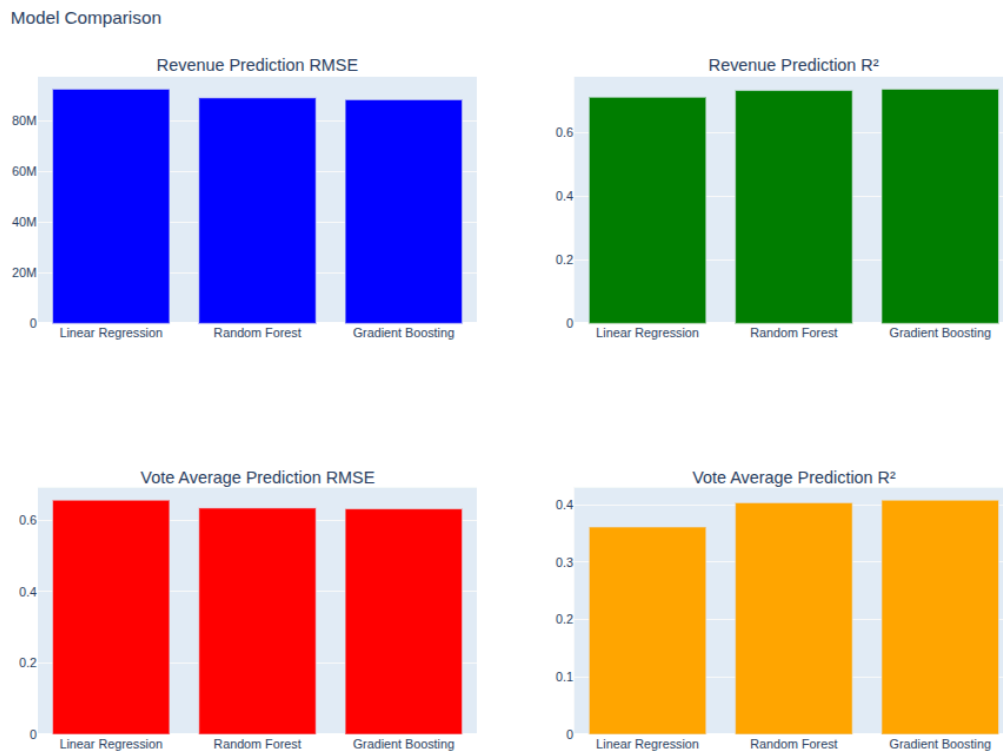 Model Comparison
Revenue Prediction RMSE
80M
60M
40M
20M
0
Linear Regression
Random Forest
Gradient Boosting
Revenue Prediction R²
0.6
0.4
0.2
0
Linear Regression
Random Forest
Gradient Boosting
Vote Average Prediction RMSE
0.6
0.4
0.2
0
Linear Regression
Random Forest
Gradient Boosting
Vote Average Prediction R²
0.4
0.3
0.2
0.1
0
Linear Regression
Random Forest
Gradient Boosting